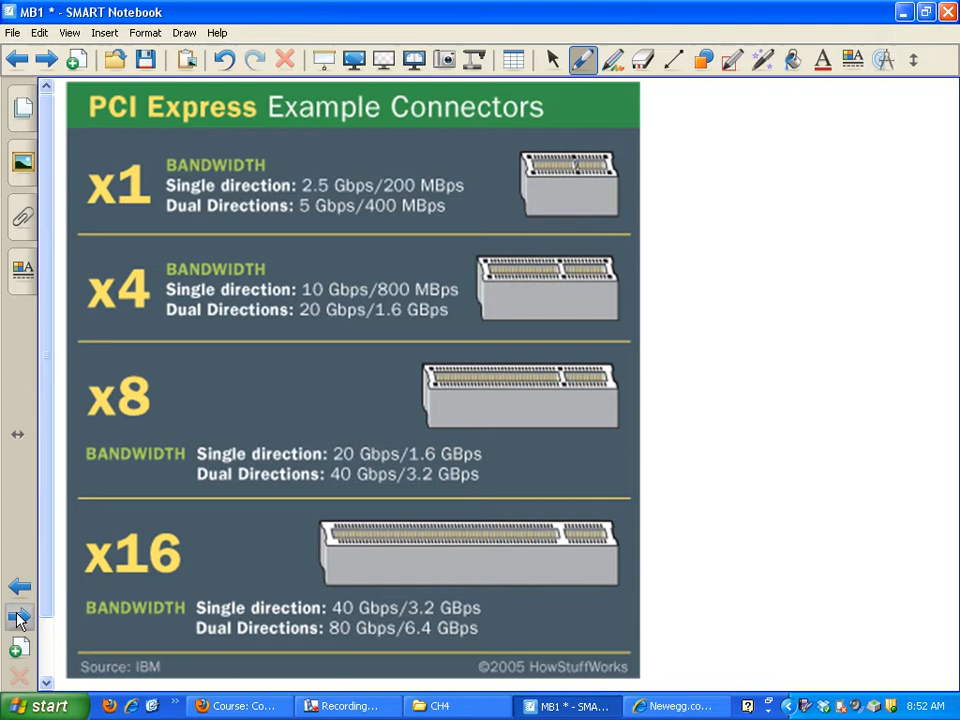 MB1 * - SMART Notebook
File Edit View Insert Format Draw Help
PCI Express Example Connectors
x1
BANDWIDTH
Single direction: 2.5 Gbps/200 MBps
Dual Directions: 5 Gbps/400 MBps
x4
BANDWIDTH
Single direction: 10 Gbps/800 MBps
Dual Directions: 20 Gbps/1.6 GBps
x8
BANDWIDTH Single direction: 20 Gbps/1.6 GBps
Dual Directions: 40 Gbps/3.2 GBps
x16
BANDWIDTH Single direction: 40 Gbps/3.2 GBps
Dual Directions: 80 Gbps/6.4 GBps
Source: IBM ©2005 HowStuffWorks
start Course: Co... Recording... CH4 MB1 * - SMA... Newegg.co... 8:52 AM